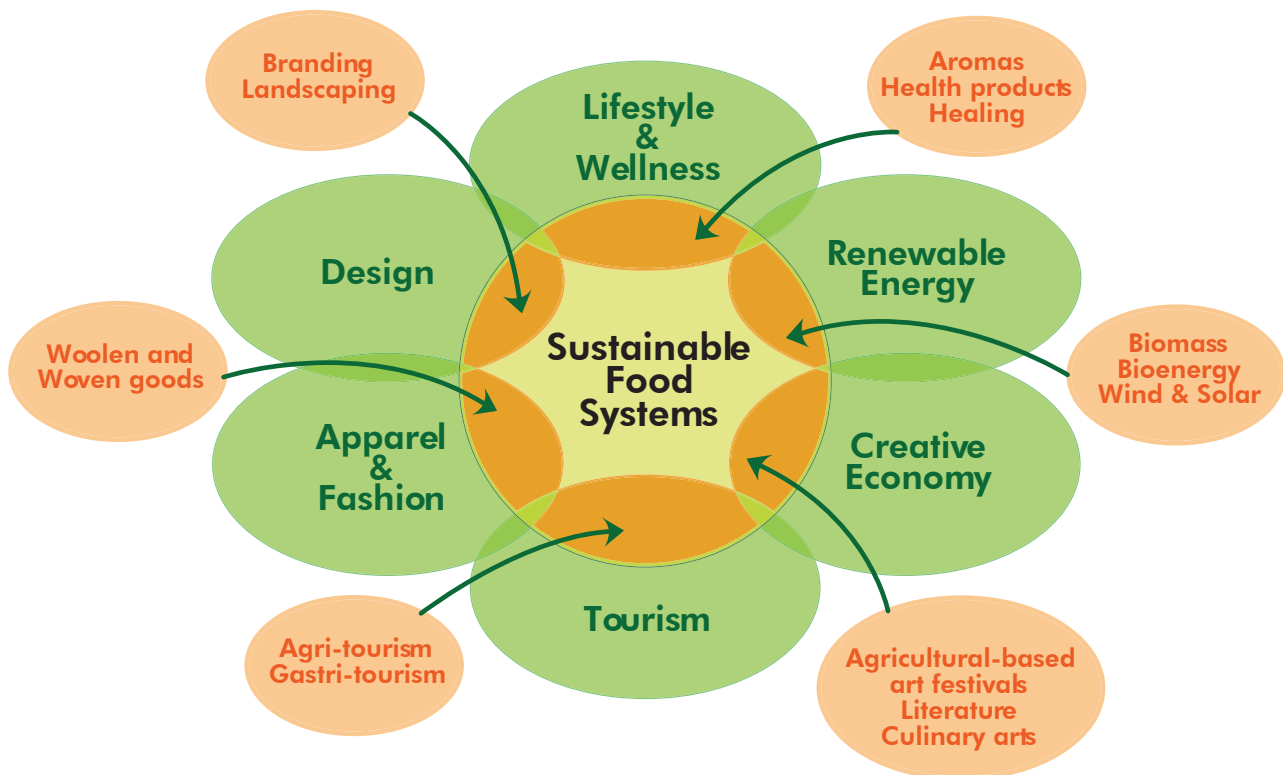 Branding
Landscaping
Lifestyle
&
Wellness
Aromas
Health products
Healing
Design
Renewable
Energy
Woolen and
Woven goods
Sustainable
Food
Systems
Biomass
Bioenergy
Wind & Solar
Apparel
&
Fashion
Creative
Economy
Agri-tourism
Gastri-tourism
Tourism
Agricultural-based
art festivals
Literature
Culinary arts